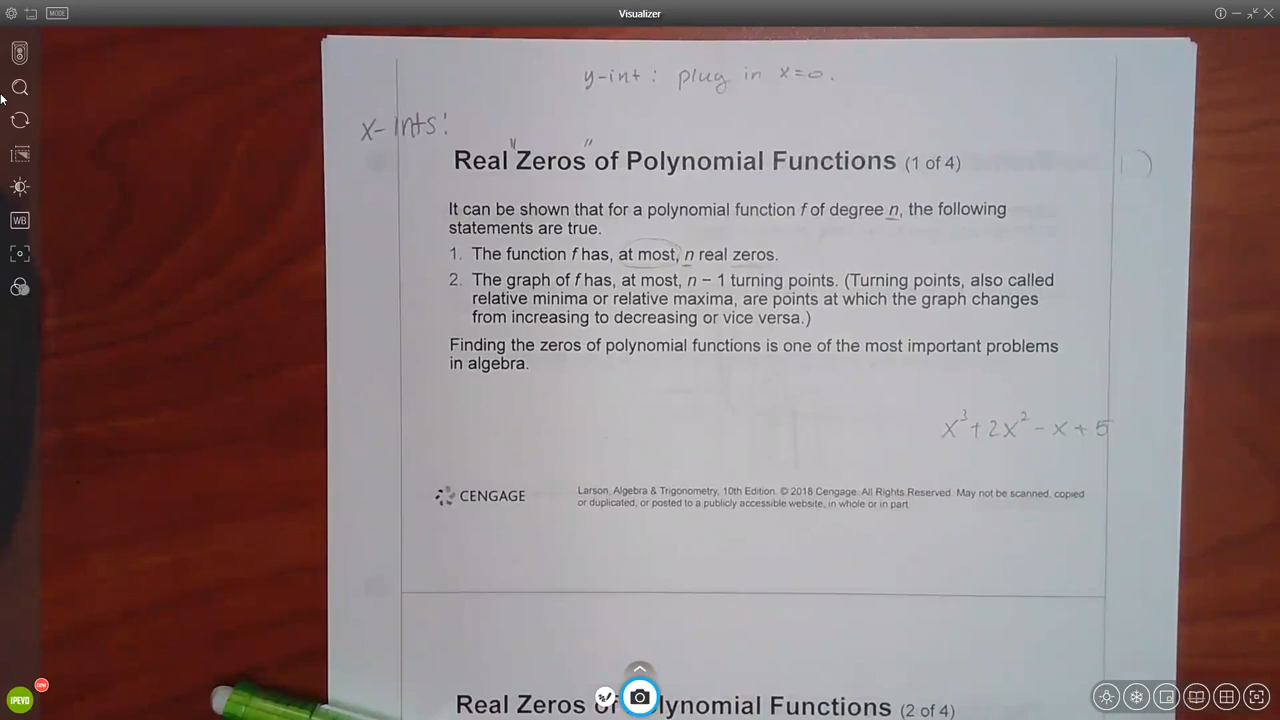 MODE
Visualizer
y-int: plug in x=0.
x-ints:
"Real Zeros" of Polynomial Functions (1 of 4)
It can be shown that for a polynomial function f of degree n, the following
statements are true.
1. The function f has, at most, n real zeros.
2. The graph of f has, at most, n − 1 turning points. (Turning points, also called
relative minima or relative maxima, are points at which the graph changes
from increasing to decreasing or vice versa.)
Finding the zeros of polynomial functions is one of the most important problems
in algebra.
x³+2x²-x+5
CENGAGE
Larson, Algebra & Trigonometry, 10th Edition. © 2018 Cengage. All Rights Reserved. May not be scanned, copied
or duplicated, or posted to a publicly accessible website, in whole or in part.
Real Zeros of Polynomial Functions (2 of 4)
WB
IPEVO
new